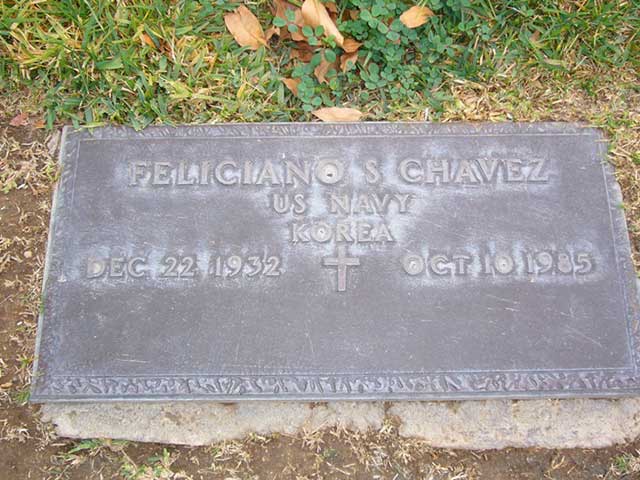 FELICIANO S CHAVEZ
US NAVY
KOREA
DEC 22 1932 OCT 10 1985